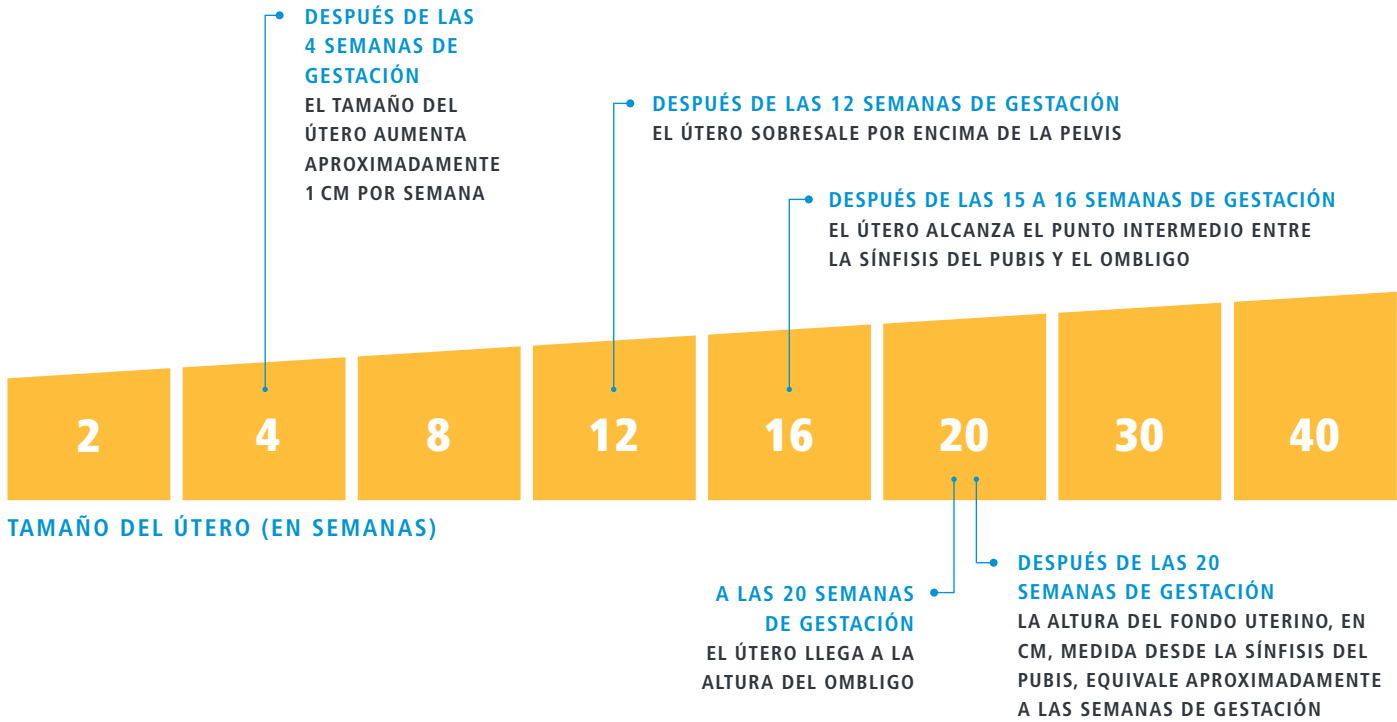 DESPUÉS DE LAS
4 SEMANAS DE
GESTACIÓN
EL TAMAÑO DEL
ÚTERO AUMENTA
APROXIMADAMENTE
1 CM POR SEMANA
DESPUÉS DE LAS 12 SEMANAS DE GESTACIÓN
EL ÚTERO SOBRESALE POR ENCIMA DE LA PELVIS
DESPUÉS DE LAS 15 A 16 SEMANAS DE GESTACIÓN
EL ÚTERO ALCANZA EL PUNTO INTERMEDIO ENTRE
LA SÍNFISIS DEL PUBIS Y EL OMBLIGO
2 4 8 12 16 20 30 40
TAMAÑO DEL ÚTERO (EN SEMANAS)
A LAS 20 SEMANAS
DE GESTACIÓN
EL ÚTERO LLEGA A LA
ALTURA DEL OMBLIGO
DESPUÉS DE LAS 20
SEMANAS DE GESTACIÓN
LA ALTURA DEL FONDO UTERINO, EN
CM, MEDIDA DESDE LA SÍNFISIS DEL
PUBIS, EQUIVALE APROXIMADAMENTE
A LAS SEMANAS DE GESTACIÓN